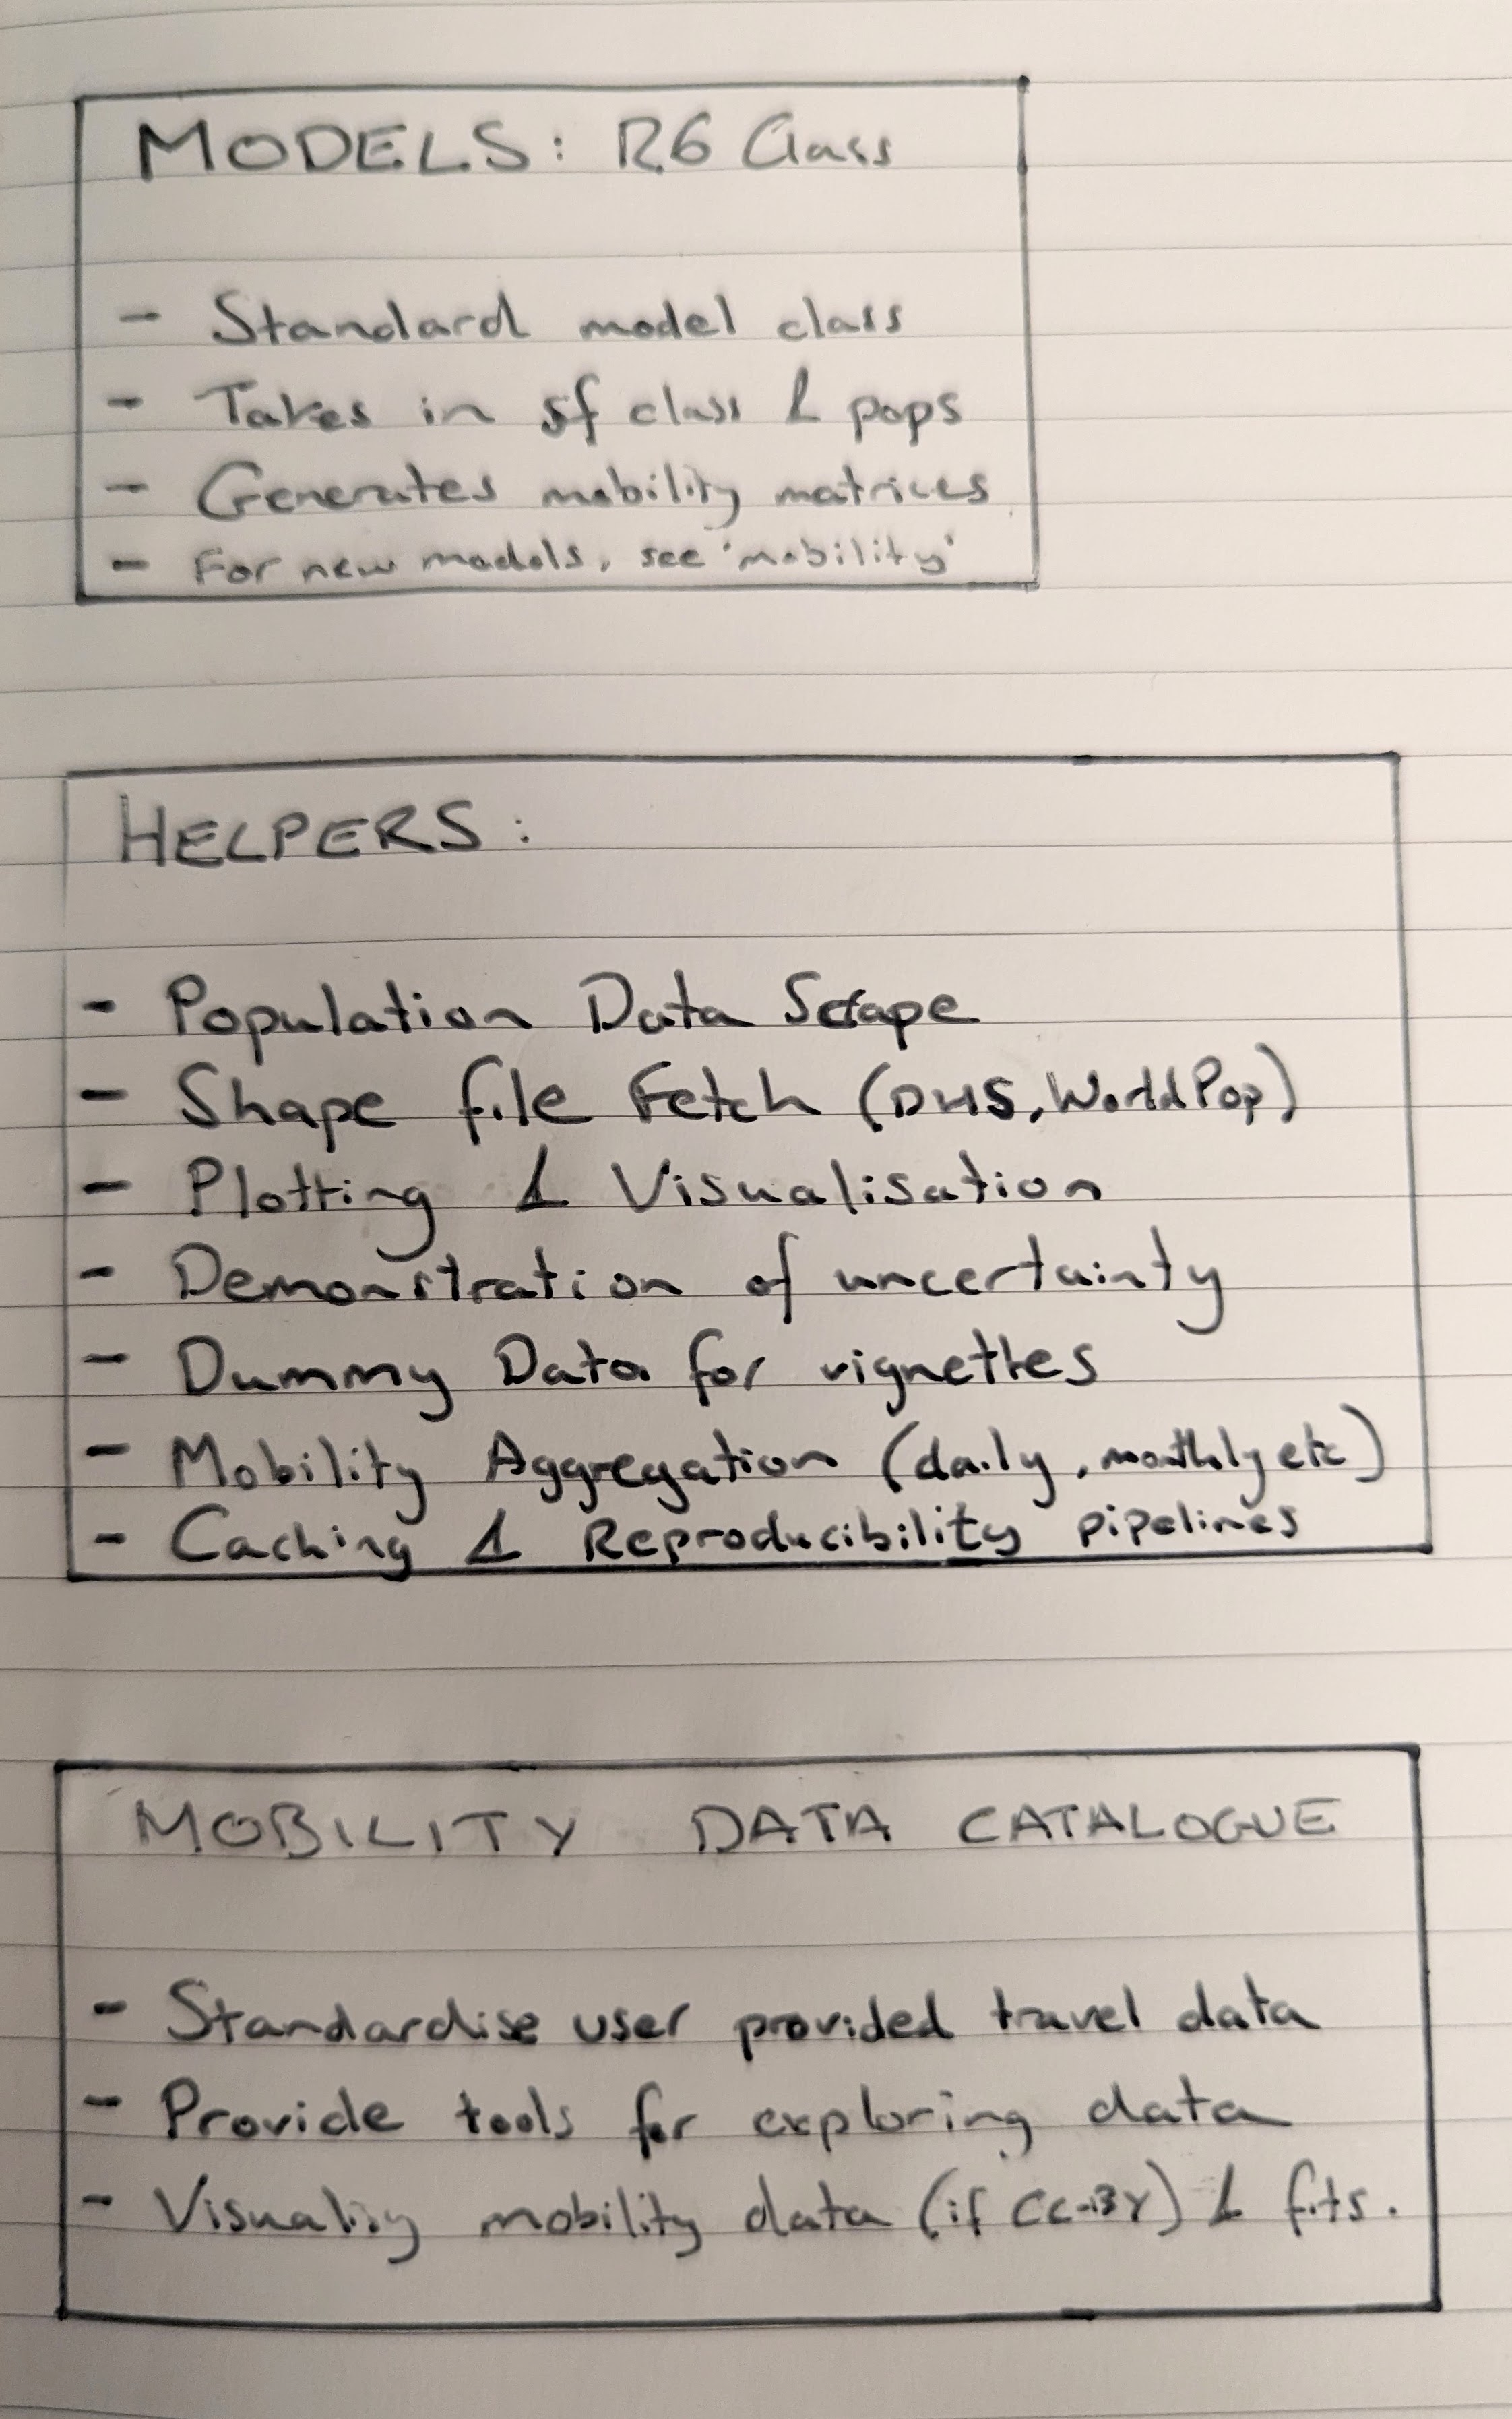 MODELS: R6 Class
- Standard model class
- Takes in sf class & pops
- Generates mobility matrices
- For new models, see 'mobility'
HELPERS:
- Population Data Scrape
- Shape file Fetch (DHS, WorldPop)
- Plotting & Visualisation
- Demonstration of uncertainty
- Dummy Data for vignettes
- Mobility Aggregation (daily, monthly etc)
- Caching & Reproducibility pipelines
MOBILITY DATA CATALOGUE
- Standardise user provided travel data
- Provide tools for exploring data
- Visualisg mobility data (if CC-BY) & fits.